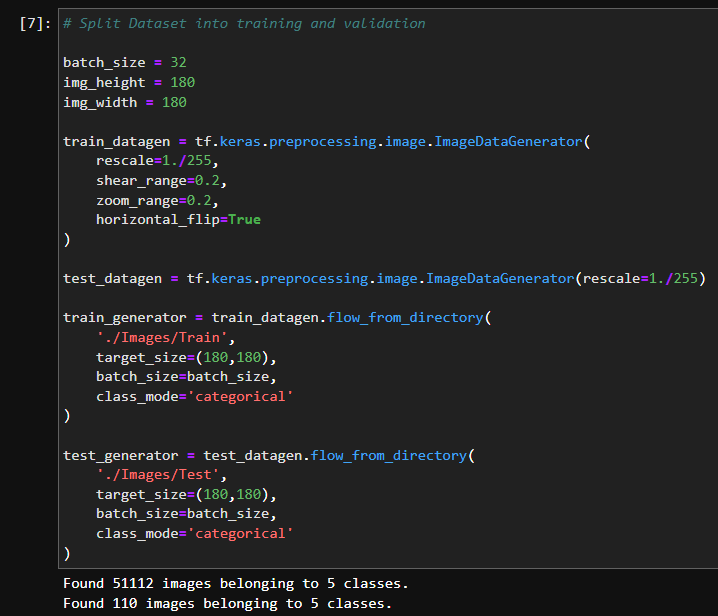 [7]: # Split Dataset into training and validation
batch_size = 32
img_height = 180
img_width = 180
train_datagen = tf.keras.preprocessing.image.ImageDataGenerator(
    rescale=1./255,
    shear_range=0.2,
    zoom_range=0.2,
    horizontal_flip=True
)
test_datagen = tf.keras.preprocessing.image.ImageDataGenerator(rescale=1./255)
train_generator = train_datagen.flow_from_directory(
    './Images/Train',
    target_size=(180,180),
    batch_size=batch_size,
    class_mode='categorical'
)
test_generator = test_datagen.flow_from_directory(
    './Images/Test',
    target_size=(180,180),
    batch_size=batch_size,
    class_mode='categorical'
)
Found 51112 images belonging to 5 classes.
Found 110 images belonging to 5 classes.